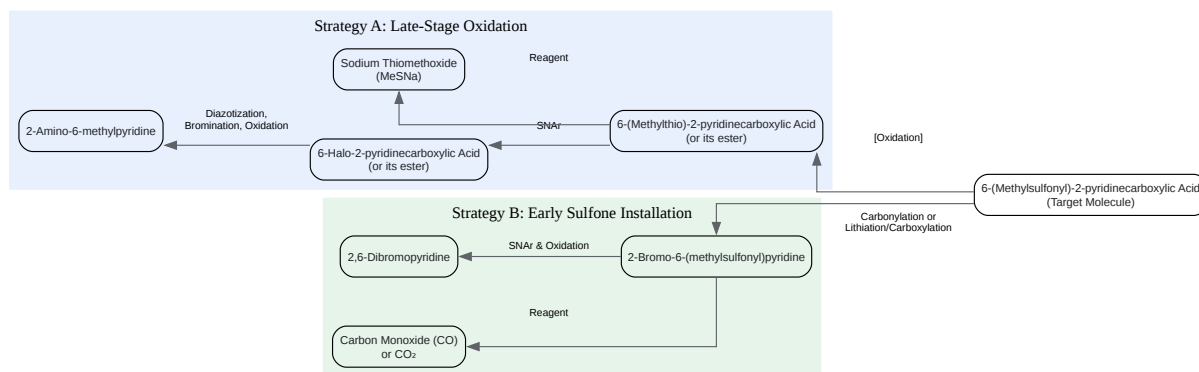 Strategy A: Late-Stage Oxidation
Sodium Thiomethoxide
(MeSNa)
Reagent
2-Amino-6-methylpyridine
Diazotization,
Bromination, Oxidation
6-Halo-2-pyridinecarboxylic Acid
(or its ester)
SNAr
6-(Methylthio)-2-pyridinecarboxylic Acid
(or its ester)
[Oxidation]
6-(Methylsulfonyl)-2-pyridinecarboxylic Acid
(Target Molecule)
Carbonylation or
Lithiation/Carboxylation
Strategy B: Early Sulfone Installation
2,6-Dibromopyridine
SNAr & Oxidation
2-Bromo-6-(methylsulfonyl)pyridine
Reagent
Carbon Monoxide (CO)
or CO₂